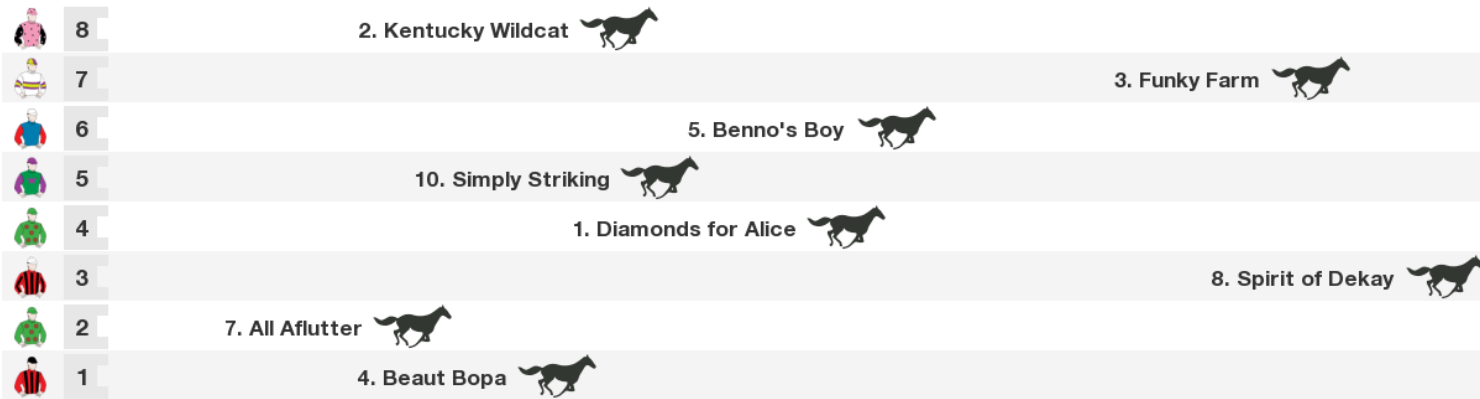 8 2. Kentucky Wildcat
7 3. Funky Farm
6 5. Benno's Boy
5 10. Simply Striking
4 1. Diamonds for Alice
3 8. Spirit of Dekay
2 7. All Aflutter
1 4. Beaut Bopa